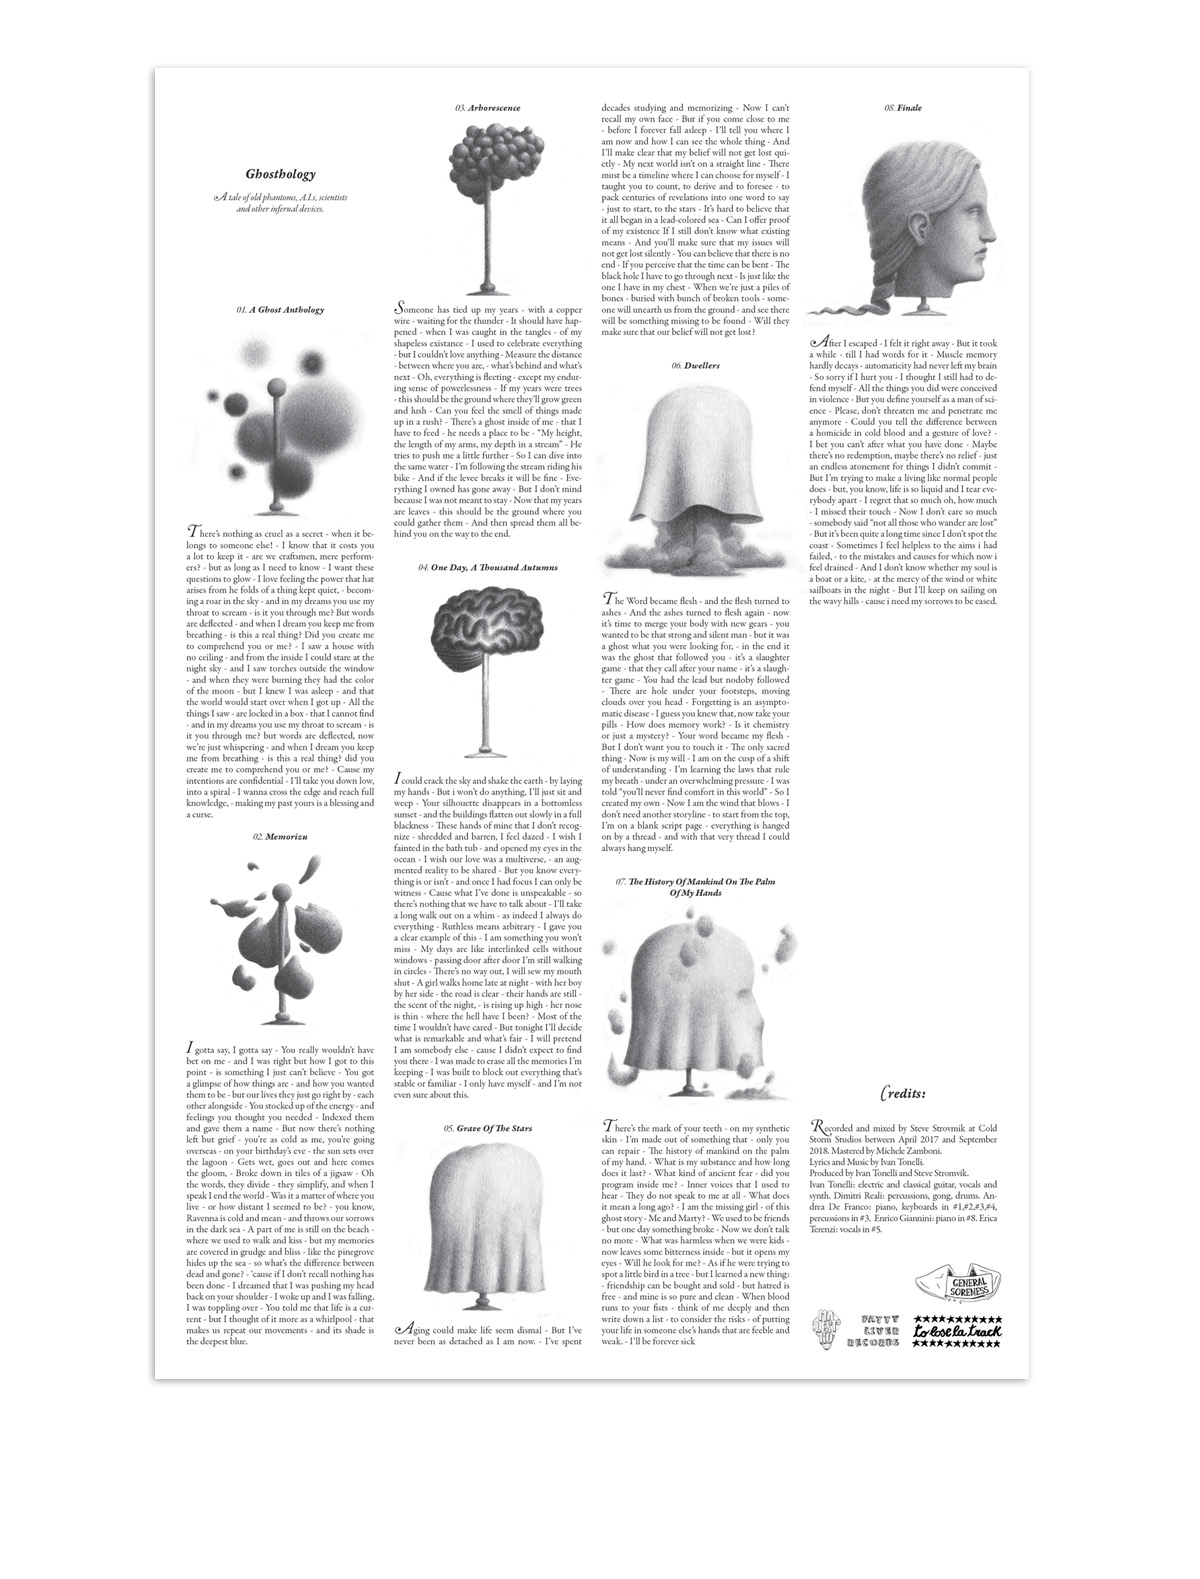 Ghosthology
A tale of old phantoms, A.I.s, scientists
and other infernal devices.
01. A Ghost Anthology
There's nothing as cruel as a secret - when it be-
longs to someone else! - I know that it costs you
a lot to keep it - are we craftsmen, mere perform-
ers? - but as long as I need to know - I want these
questions to glow - I love feeling the power that hat
arises from he folds of a thing kept quiet, - becom-
ing a roar in the sky - and in my dreams you use my
throat to scream - is it you through me? But words
are deflected - and when I dream you keep me from
breathing - is this a real thing? Did you create me
to comprehend you or me? - I saw a house with
no ceiling - and from the inside I could stare at the
night sky - and I saw torches outside the window
- and when they were burning they had the color
of the moon - but I knew I was asleep - and that
the world would start over when I got up - All the
things I saw - are locked in a box - that I cannot find
- and in my dreams you use my throat to scream - is
it you through me? but words are deflected, now
we're just whispering - and when I dream you keep
me from breathing - is this a real thing? did you
create me to comprehend you or me? - Cause my
intentions are confidential - I'll take you down low,
into a spiral - I wanna cross the edge and reach full
knowledge, - making my past yours is a blessing and
a curse.
02. Memorizu
I gotta say, I gotta say - You really wouldn't have
bet on me - and I was right but how I got to this
point - is something I just can't believe - You got
a glimpse of how things are - and how you wanted
them to be - but our lives they just go right by - each
other alongside - You stocked up of the energy - and
feelings you thought you needed - Indexed them
and gave them a name - But now there's nothing
left but grief - you're as cold as me, you're going
overseas - on your birthday's eve - the sun sets over
the lagoon - Gets wet, goes out and here comes
the gloom, - Broke down in tiles of a jigsaw - Oh
the words, they divide - they simplify, and when I
speak I end the world - Was it a matter of where you
live - or how distant I seemed to be? - you know,
Ravenna is cold and mean - and throws our sorrows
in the dark sea - A part of me is still on the beach -
where we used to walk and kiss - but my memories
are covered in grudge and bliss - like the pinegrove
hides up the sea - so what's the difference between
dead and gone? - 'cause if I don't recall nothing has
been done - I dreamed that I was pushing my head
back on your shoulder - I woke up and I was falling,
I was toppling over - You told me that life is a cur-
rent - but I thought of it more as a whirlpool - that
makes us repeat our movements - and its shade is
the deepest blue.
03. Arborescence
Someone has tied up my years - with a copper
wire - waiting for the thunder - It should have hap-
pened - when I was caught in the tangles - of my
shapeless existance - I used to celebrate everything
- but I couldn't love anything - Measure the distance
- between where you are, - what's behind and what's
next - Oh, everything is fleeting - except my endur-
ing sense of powerlessness - If my years were trees
- this should be the ground where they'll grow green
and lush - Can you feel the smell of things made
up in a rush? - There's a ghost inside of me - that I
have to feed - he needs a place to be - "My height,
the length of my arms, my depth in a stream" - He
tries to push me a little further - So I can dive into
the same water - I'm following the stream riding his
bike - And if the levee breaks it will be fine - Eve-
rything I owned has gone away - But I don't mind
because I was not meant to stay - Now that my years
are leaves - this should be the ground where you
could gather them - And then spread them all be-
hind you on the way to the end.
04. One Day, A Thousand Autumns
I could crack the sky and shake the earth - by laying
my hands - But i won't do anything, I'll just sit and
weep - Your silhouette disappears in a bottomless
sunset - and the buildings flatten out slowly in a full
blackness - These hands of mine that I don't recog-
nize - shredded and barren, I feel dazed - I wish I
fainted in the bath tub - and opened my eyes in the
ocean - I wish our love was a multiverse, - an aug-
mented reality to be shared - But you know every-
thing is or isn't - and once I had focus I can only be
witness - Cause what I've done is unspeakable - so
there's nothing that we have to talk about - I'll take
a long walk out on a whim - as indeed I always do
everything - Ruthless means arbitrary - I gave you
a clear example of this - I am something you won't
miss - My days are like interlinked cells without
windows - passing door after door I'm still walking
in circles - There's no way out, I will sew my mouth
shut - A girl walks home late at night - with her boy
by her side - the road is clear - their hands are still -
the scent of the night, - is rising up high - her nose
is thin - where the hell have I been? - Most of the
time I wouldn't have cared - But tonight I'll decide
what is remarkable and what's fair - I will pretend
I am somebody else - cause I didn't expect to find
you there - I was made to erase all the memories I'm
keeping - I was built to block out everything that's
stable or familiar - I only have myself - and I'm not
even sure about this.
05. Grave Of The Stars
Aging could make life seem dismal - But I've
never been as detached as I am now. - I've spent
decades studying and memorizing - Now I can't
recall my own face - But if you come close to me
- before I forever fall asleep - I'll tell you where I
am now and how I can see the whole thing - And
I'll make clear that my belief will not get lost qui-
etly - My next world isn't on a straight line - There
must be a timeline where I can choose for myself - I
taught you to count, to derive and to foresee - to
pack centuries of revelations into one word to say
- just to start, to the stars - It's hard to believe that
it all began in a lead-colored sea - Can I offer proof
of my existence If I still don't know what existing
means - And you'll make sure that my issues will
not get lost silently - You can believe that there is no
end - If you perceive that the time can be bent - The
black hole I have to go through next - Is just like the
one I have in my chest - When we're just a piles of
bones - buried with bunch of broken tools - some-
one will unearth us from the ground - and see there
will be something missing to be found - Will they
make sure that our belief will not get lost?
06. Dwellers
The Word became flesh - and the flesh turned to
ashes - And the ashes turned to flesh again - now
it's time to merge your body with new gears - you
wanted to be that strong and silent man - but it was
a ghost what you were looking for, - in the end it
was the ghost that followed you - it's a slaughter
game - that they call after your name - it's a slaugh-
ter game - You had the lead but nodoby followed
- There are hole under your footsteps, moving
clouds over you head - Forgetting is an asympto-
matic disease - I guess you knew that, now take your
pills - How does memory work? - Is it chemistry
or just a mystery? - Your word became my flesh -
But I don't want you to touch it - The only sacred
thing - Now is my will - I am on the cusp of a shift
of understanding - I'm learning the laws that rule
my breath - under an overwhelming pressure - I was
told "you'll never find comfort in this world" - So I
created my own - Now I am the wind that blows - I
don't need another storyline - to start from the top,
I'm on a blank script page - everything is hanged
on by a thread - and with that very thread I could
always hang myself.
07. The History Of Mankind On The Palm
Of My Hands
There's the mark of your teeth - on my synthetic
skin - I'm made out of something that - only you
can repair - The history of mankind on the palm
of my hand. - What is my substance and how long
does it last? - What kind of ancient fear - did you
program inside me? - Inner voices that I used to
hear - They do not speak to me at all - What does
it mean a long ago? - I am the missing girl - of this
ghost story - Me and Marty? - We used to be friends
- but one day something broke - Now we don't talk
no more - What was harmless when we were kids -
now leaves some bitterness inside - but it opens my
eyes - Will he look for me? - As if he were trying to
spot a little bird in a tree - but I learned a new thing:
- friendship can be bought and sold - but hatred is
free - and mine is so pure and clean - When blood
runs to your fists - think of me deeply and then
write down a list - to consider the risks - of putting
your life in someone else's hands that are feeble and
weak. - I'll be forever sick
08. Finale
After I escaped - I felt it right away - But it took
a while - till I had words for it - Muscle memory
hardly decays - automaticity had never left my brain
- So sorry if I hurt you - I thought I still had to de-
fend myself - All the things you did were conceived
in violence - But you define yourself as a man of sci-
ence - Please, don't threaten me and penetrate me
anymore - Could you tell the difference between
a homicide in cold blood and a gesture of love? -
I bet you can't after what you have done - Maybe
there's no redemption, maybe there's no relief - just
an endless atonement for things I didn't commit -
But I'm trying to make a living like normal people
does - but, you know, life is so liquid and I tear eve-
rybody apart - I regret that so much oh, how much
- I missed their touch - Now I don't care so much
- somebody said "not all those who wander are lost"
- But it's been quite a long time since I don't spot the
coast - Sometimes I feel helpless to the aims i had
failed, - to the mistakes and causes for which now i
feel drained - And I don't know whether my soul is
a boat or a kite, - at the mercy of the wind or white
sailboats in the night - But I'll keep on sailing on
the wavy hills - cause i need my sorrows to be eased.
Credits:
Recorded and mixed by Steve Strovmik at Cold
Storm Studios between April 2017 and September
2018. Mastered by Michele Zamboni.
Lyrics and Music by Ivan Tonelli.
Produced by Ivan Tonelli and Steve Stromvik.
Ivan Tonelli: electric and classical guitar, vocals and
synth. Dimitri Reali: percussions, gong, drums. An-
drea De Franco: piano, keyboards in #1,#2,#3,#4,
percussions in #3. Enrico Giannini: piano in #8. Erica
Terenzi: vocals in #5.
GENERAL
SORENESS
FATTY
LIVER
RECORDS
to lose la track